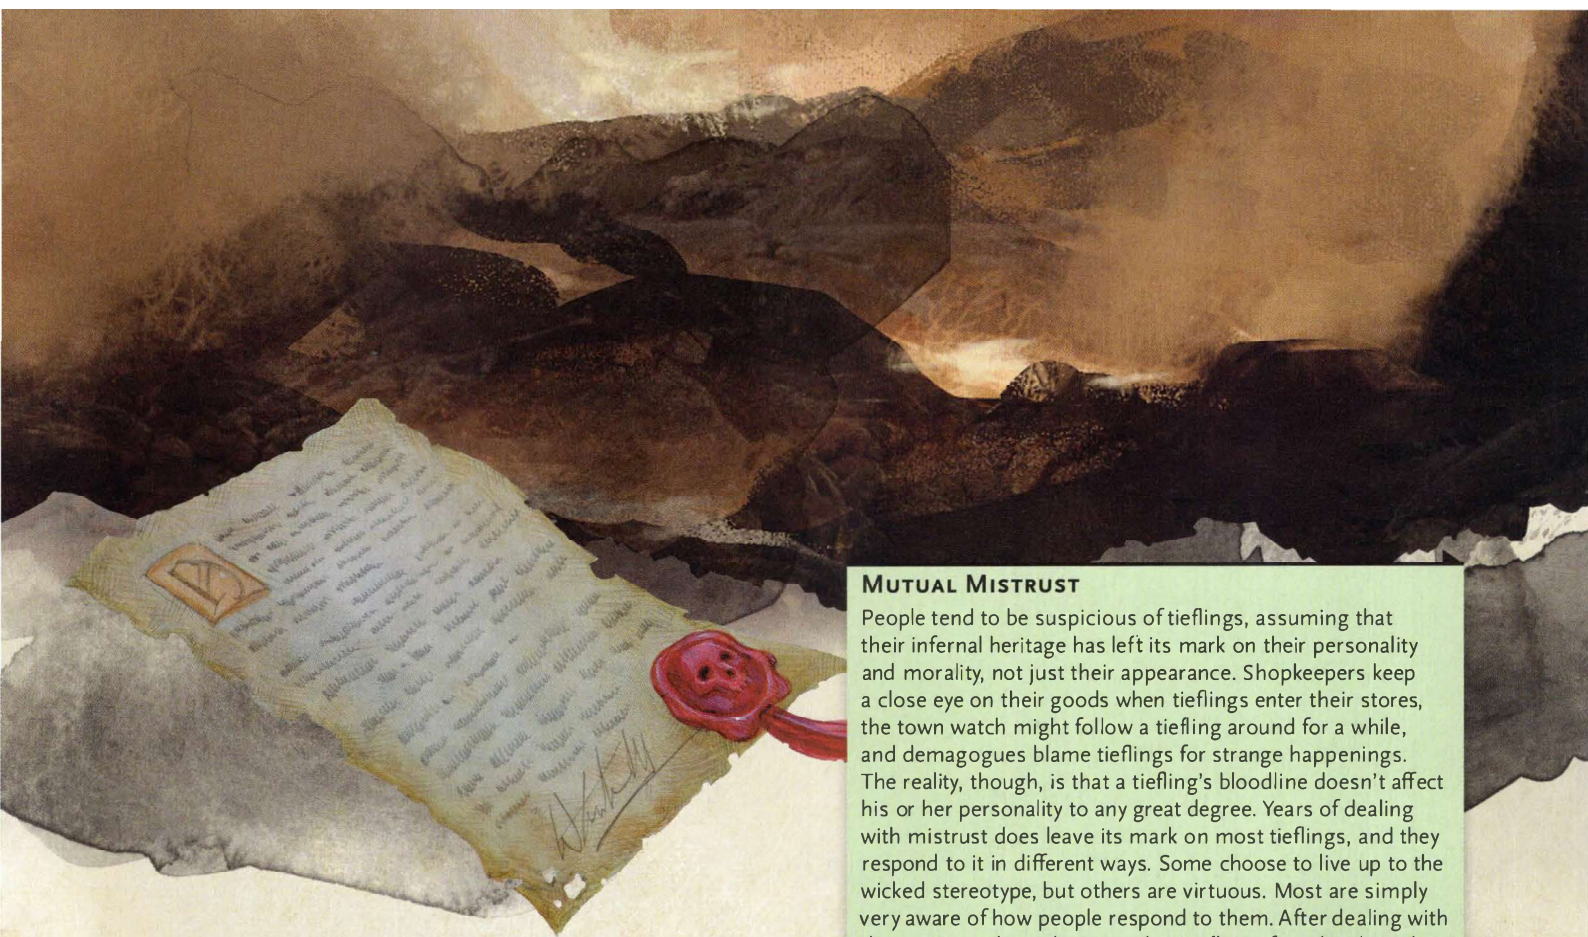 MUTUAL MISTRUST
People tend to be suspicious of tieflings, assuming that
their infernal heritage has left its mark on their personality
and morality, not just their appearance. Shopkeepers keep
a close eye on their goods when tieflings enter their stores,
the town watch might follow a tiefling around for a while,
and demagogues blame tieflings for strange happenings.
The reality, though, is that a tiefling's bloodline doesn't affect
his or her personality to any great degree. Years of dealing
with mistrust does leave its mark on most tieflings, and they
respond to it in different ways. Some choose to live up to the
wicked stereotype, but others are virtuous. Most are simply
very aware of how people respond to them. After dealing with